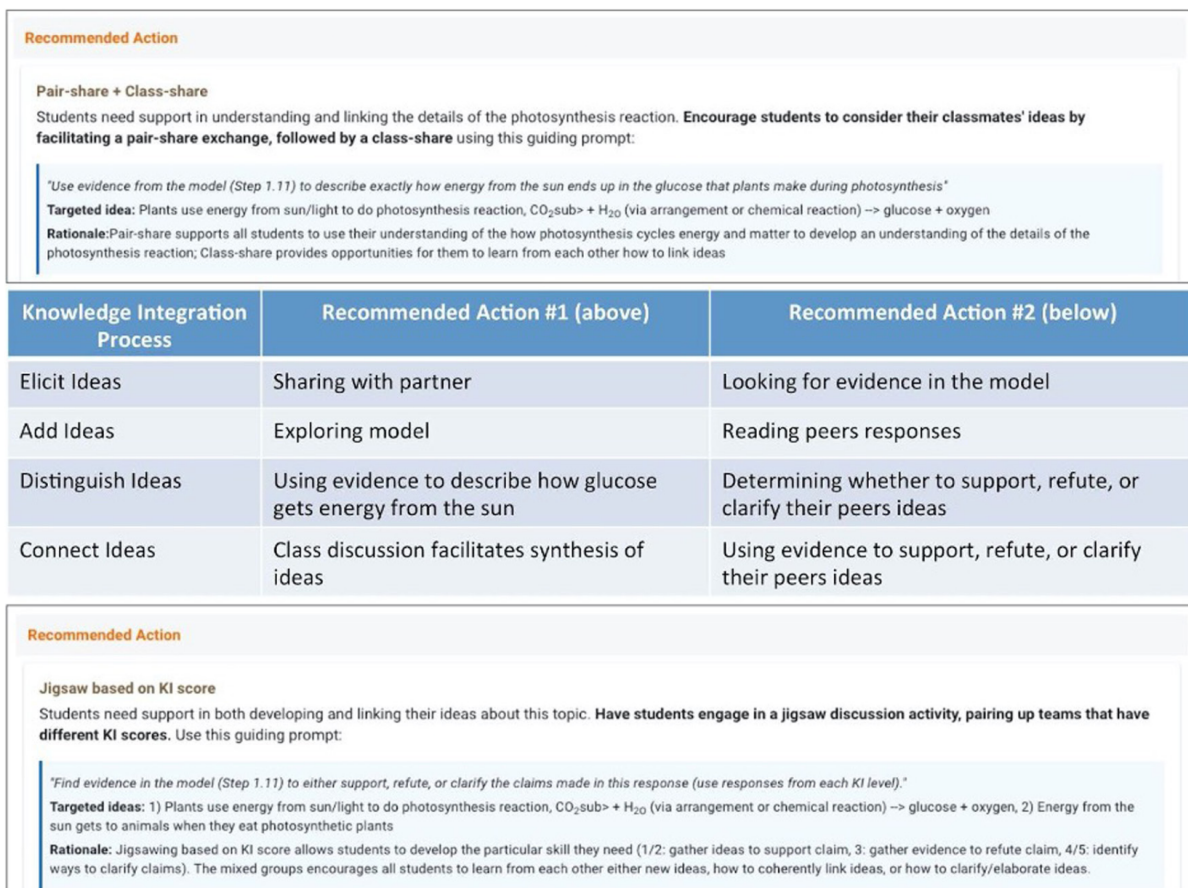 Recommended Action
Pair-share + Class-share
Students need support in understanding and linking the details of the photosynthesis reaction. Encourage students to consider their classmates' ideas by
facilitating a pair-share exchange, followed by a class-share using this guiding prompt:
"Use evidence from the model (Step 1.11) to describe exactly how energy from the sun ends up in the glucose that plants make during photosynthesis"
Targeted idea: Plants use energy from sun/light to do photosynthesis reaction, CO₂sub> + H₂₀ (via arrangement or chemical reaction) –> glucose + oxygen
Rationale:Pair-share supports all students to use their understanding of the how photosynthesis cycles energy and matter to develop an understanding of the details of the
photosynthesis reaction; Class-share provides opportunities for them to learn from each other how to link ideas
Knowledge Integration Process | Recommended Action #1 (above) | Recommended Action #2 (below)
Elicit Ideas | Sharing with partner | Looking for evidence in the model
Add Ideas | Exploring model | Reading peers responses
Distinguish Ideas | Using evidence to describe how glucose gets energy from the sun | Determining whether to support, refute, or clarify their peers ideas
Connect Ideas | Class discussion facilitates synthesis of ideas | Using evidence to support, refute, or clarify their peers ideas
Recommended Action
Jigsaw based on KI score
Students need support in both developing and linking their ideas about this topic. Have students engage in a jigsaw discussion activity, pairing up teams that have
different KI scores. Use this guiding prompt:
"Find evidence in the model (Step 1.11) to either support, refute, or clarify the claims made in this response (use responses from each KI level)."
Targeted ideas: 1) Plants use energy from sun/light to do photosynthesis reaction, CO₂sub> + H₂₀ (via arrangement or chemical reaction) –> glucose + oxygen, 2) Energy from the
sun gets to animals when they eat photosynthetic plants
Rationale: Jigsawing based on KI score allows students to develop the particular skill they need (1/2: gather ideas to support claim, 3: gather evidence to refute claim, 4/5: identify
ways to clarify claims). The mixed groups encourages all students to learn from each other either new ideas, how to coherently link ideas, or how to clarify/elaborate ideas.